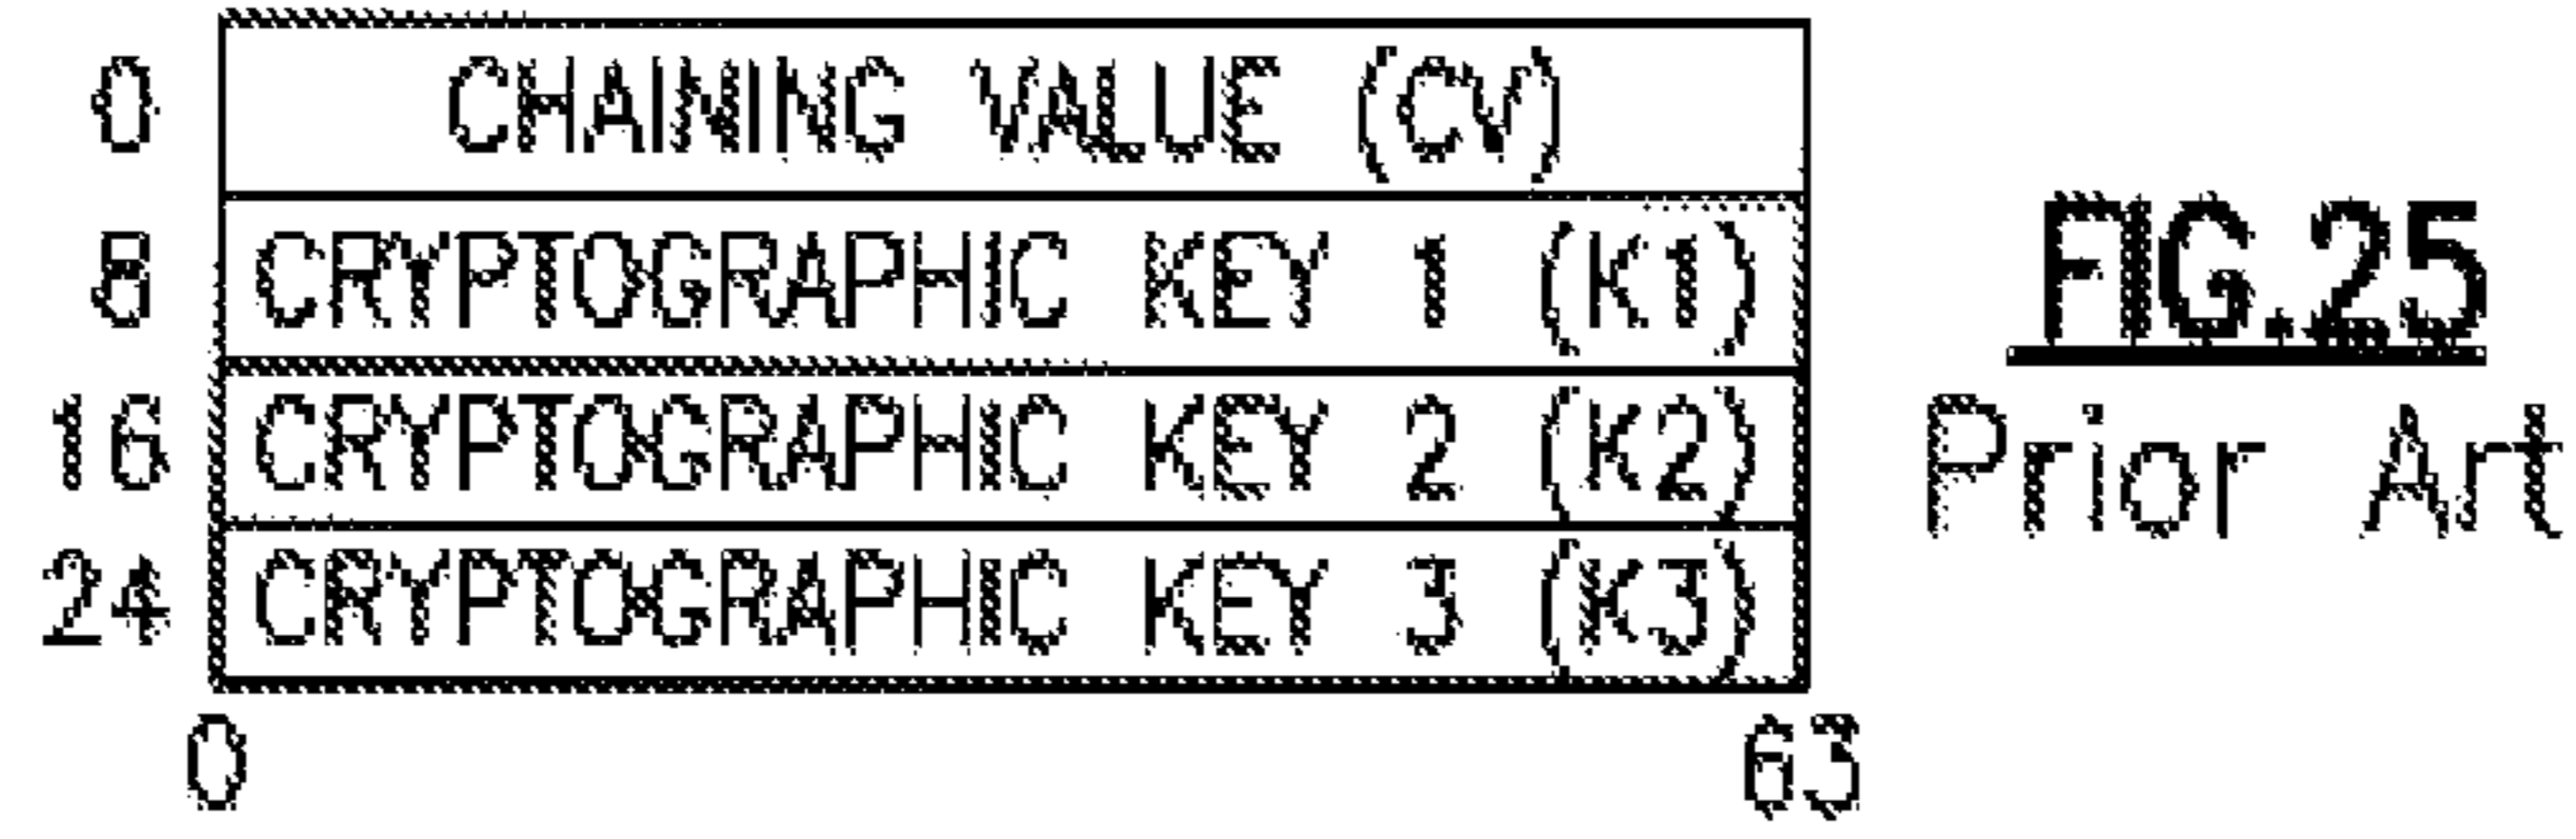 0 CHAINING VALUE (CV)
8 CRYPTOGRAPHIC KEY 1 (K1)
16 CRYPTOGRAPHIC KEY 2 (K2)
24 CRYPTOGRAPHIC KEY 3 (K3)
0 63
FIG.25
Prior Art